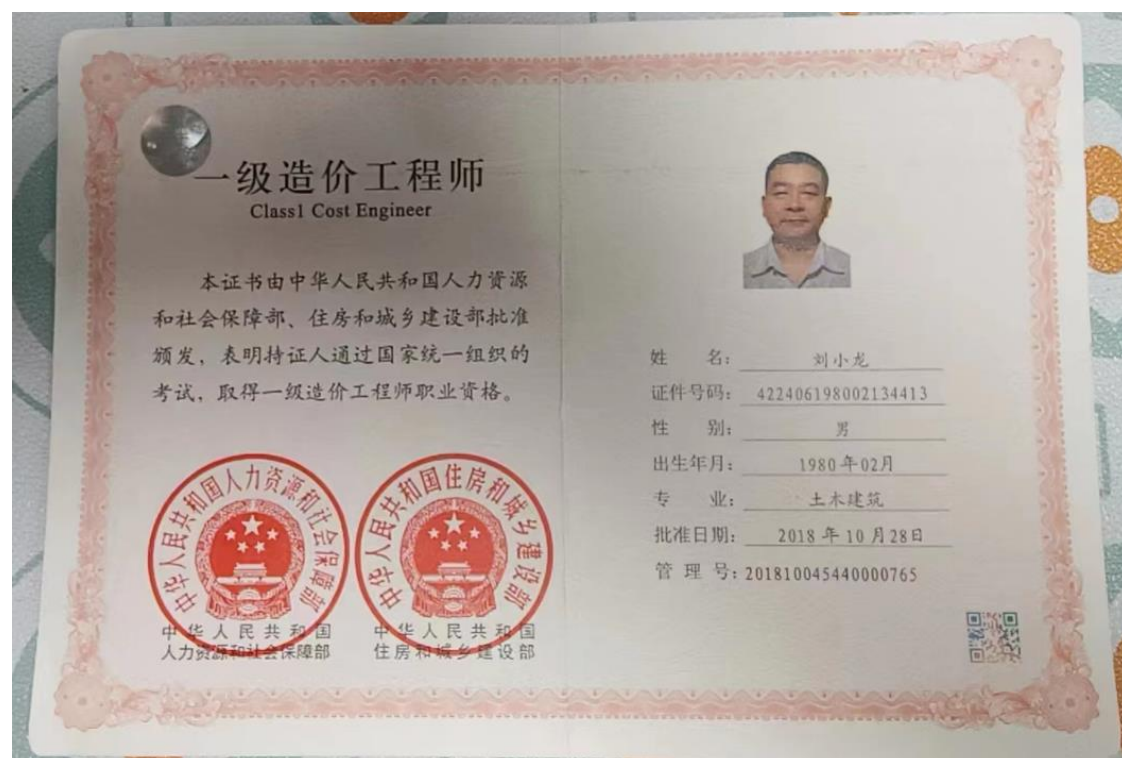 一级造价工程师
Class1 Cost Engineer
本证书由中华人民共和国人力资源
和社会保障部、住房和城乡建设部批准
颁发，表明持证人通过国家统一组织的
考试，取得一级造价工程师职业资格。
中华人民共和国人力资源和社会保障部
中华人民共和国住房和城乡建设部
中华人民共和国
人力资源和社会保障部
中华人民共和国
住房和城乡建设部
姓 名：刘小龙
证件号码：422406198002134413
性 别：男
出生年月：1980年02月
专 业：土木建筑
批准日期：2018年10月28日
管 理 号：201810045440000765